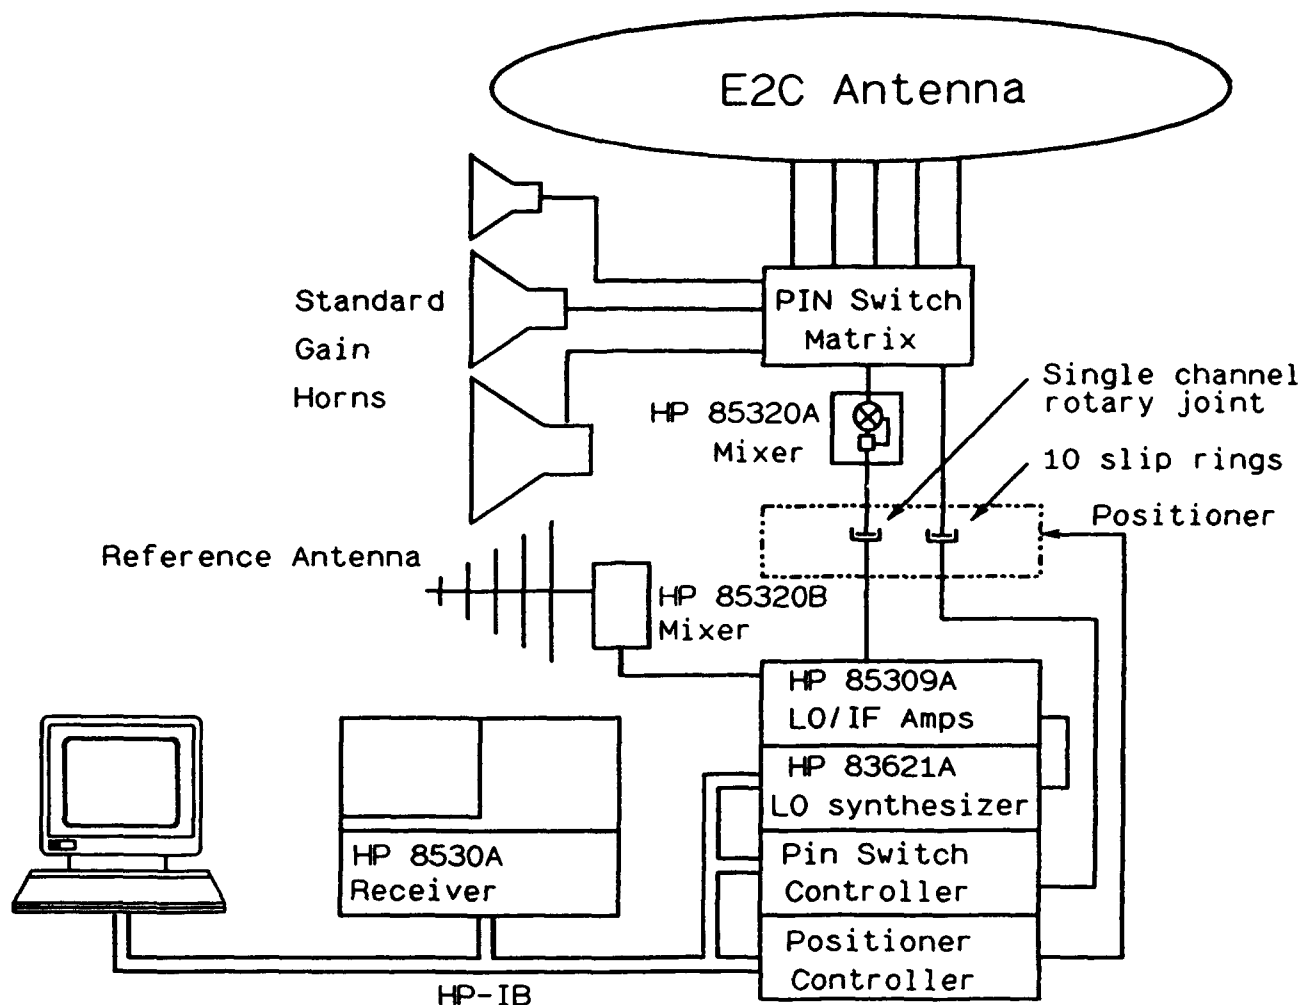 E2C Antenna
Standard
Gain
Horns
PIN Switch
Matrix
HP 85320A
Mixer
Single channel
rotary joint
10 slip rings
Positioner
Reference Antenna
HP 85320B
Mixer
HP 85309A
LO/IF Amps
HP 83621A
LO synthesizer
HP 8530A
Receiver
Pin Switch
Controller
Positioner
Controller
HP-IB